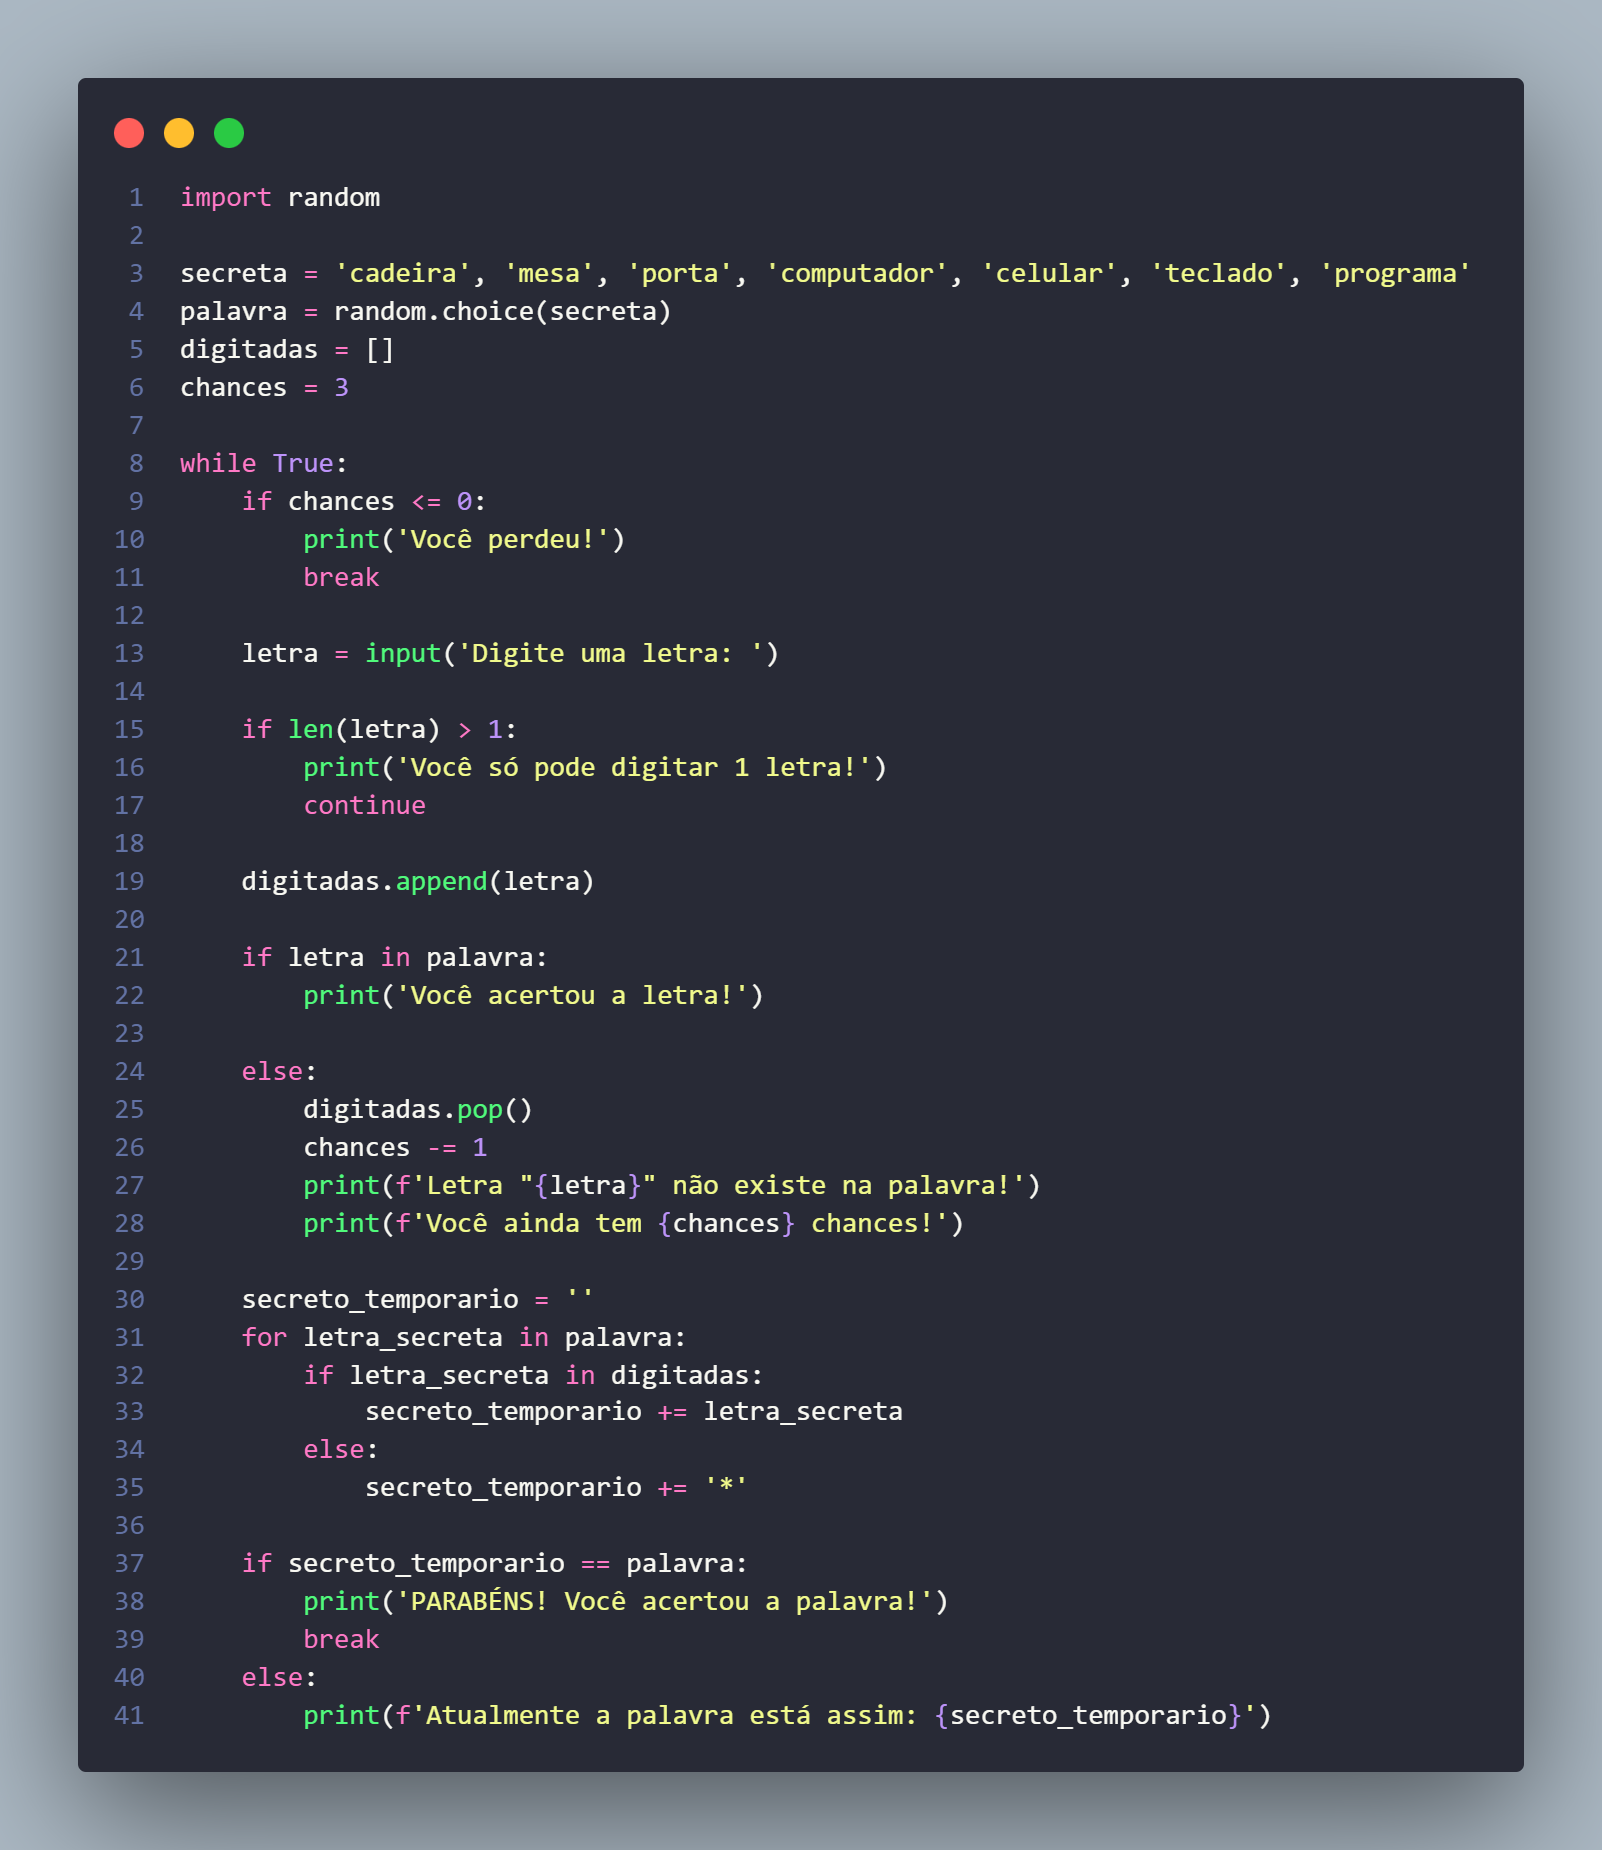 1 import random
2
3 secreta = 'cadeira', 'mesa', 'porta', 'computador', 'celular', 'teclado', 'programa'
4 palavra = random.choice(secreta)
5 digitadas = []
6 chances = 3
7
8 while True:
9     if chances <= 0:
10         print('Você perdeu!')
11         break
12
13     letra = input('Digite uma letra: ')
14
15     if len(letra) > 1:
16         print('Você só pode digitar 1 letra!')
17         continue
18
19     digitadas.append(letra)
20
21     if letra in palavra:
22         print('Você acertou a letra!')
23
24     else:
25         digitadas.pop()
26         chances -= 1
27         print(f'Letra "{letra}" não existe na palavra!')
28         print(f'Você ainda tem {chances} chances!')
29
30     secreto_temporario = ''
31     for letra_secreta in palavra:
32         if letra_secreta in digitadas:
33             secreto_temporario += letra_secreta
34         else:
35             secreto_temporario += '*'
36
37     if secreto_temporario == palavra:
38         print('PARABÉNS! Você acertou a palavra!')
39         break
40     else:
41         print(f'Atualmente a palavra está assim: {secreto_temporario}')